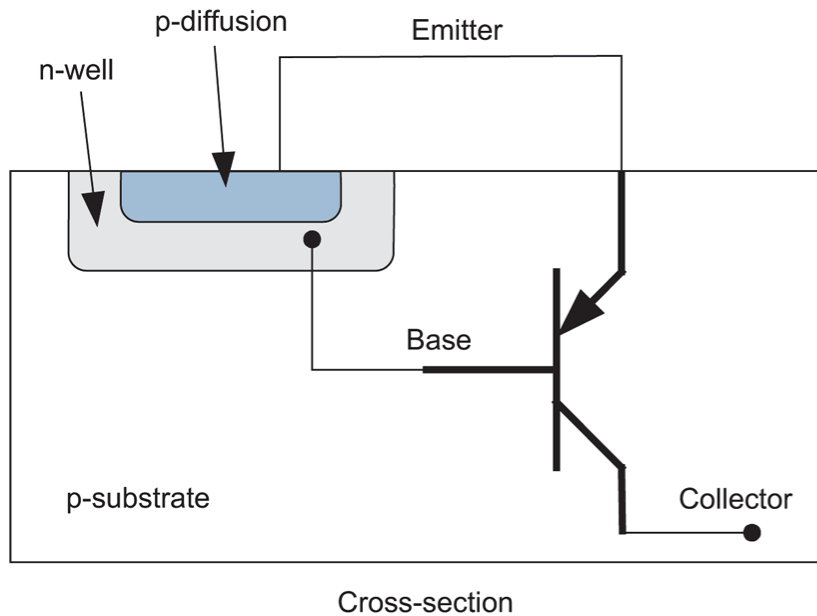 p-diffusion
Emitter
n-well
Base
p-substrate
Collector
Cross-section